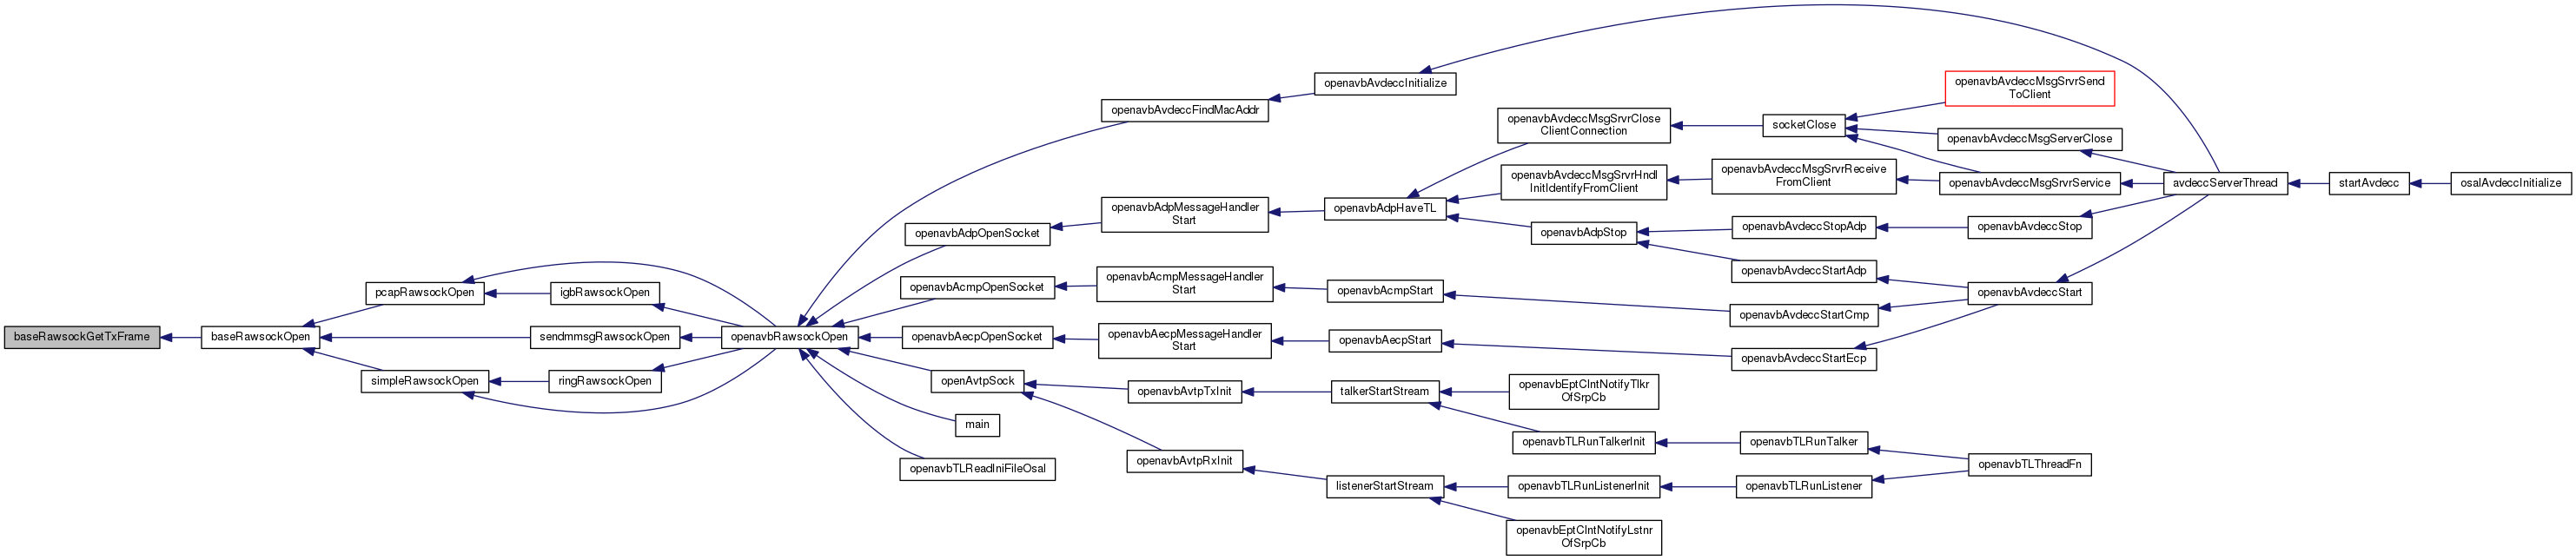 baseRawsockGetTxFrame
baseRawsockOpen
pcapRawsockOpen
igbRawsockOpen
sendmmsgRawsockOpen
simpleRawsockOpen
ringRawsockOpen
openavbRawsockOpen
openavbAvdeccFindMacAddr
openavbAvdeccInitialize
openavbAdpOpenSocket
openavbAdpMessageHandler
Start
openavbAdpHaveTL
openavbAvdeccMsgSrvrClose
ClientConnection
socketClose
openavbAvdeccMsgSrvrSend
ToClient
openavbAvdeccMsgServerClose
openavbAvdeccMsgSrvrHndl
InitIdentifyFromClient
openavbAvdeccMsgSrvrReceive
FromClient
openavbAvdeccMsgSrvrService
avdeccServerThread
startAvdecc
osalAvdeccInitialize
openavbAdpStop
openavbAvdeccStopAdp
openavbAvdeccStop
openavbAvdeccStartAdp
openavbAvdeccStart
openavbAcmpOpenSocket
openavbAcmpMessageHandler
Start
openavbAcmpStart
openavbAvdeccStartCmp
openavbAecpOpenSocket
openavbAecpMessageHandler
Start
openavbAecpStart
openavbAvdeccStartEcp
openAvtpSock
openavbAvtpTxInit
talkerStartStream
openavbEptClntNotifyTlkr
OfSrpCb
openavbTLRunTalkerInit
openavbTLRunTalker
openavbTLThreadFn
main
openavbTLReadIniFileOsal
openavbAvtpRxInit
listenerStartStream
openavbTLRunListenerInit
openavbTLRunListener
openavbEptClntNotifyLstnr
OfSrpCb